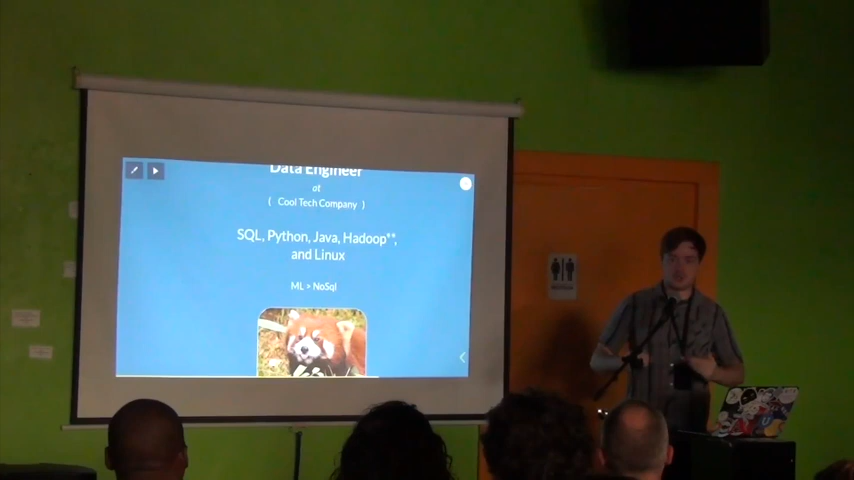 Data Engineer
at
{ Cool Tech Company }
SQL, Python, Java, Hadoop**,
and Linux
ML > NoSql